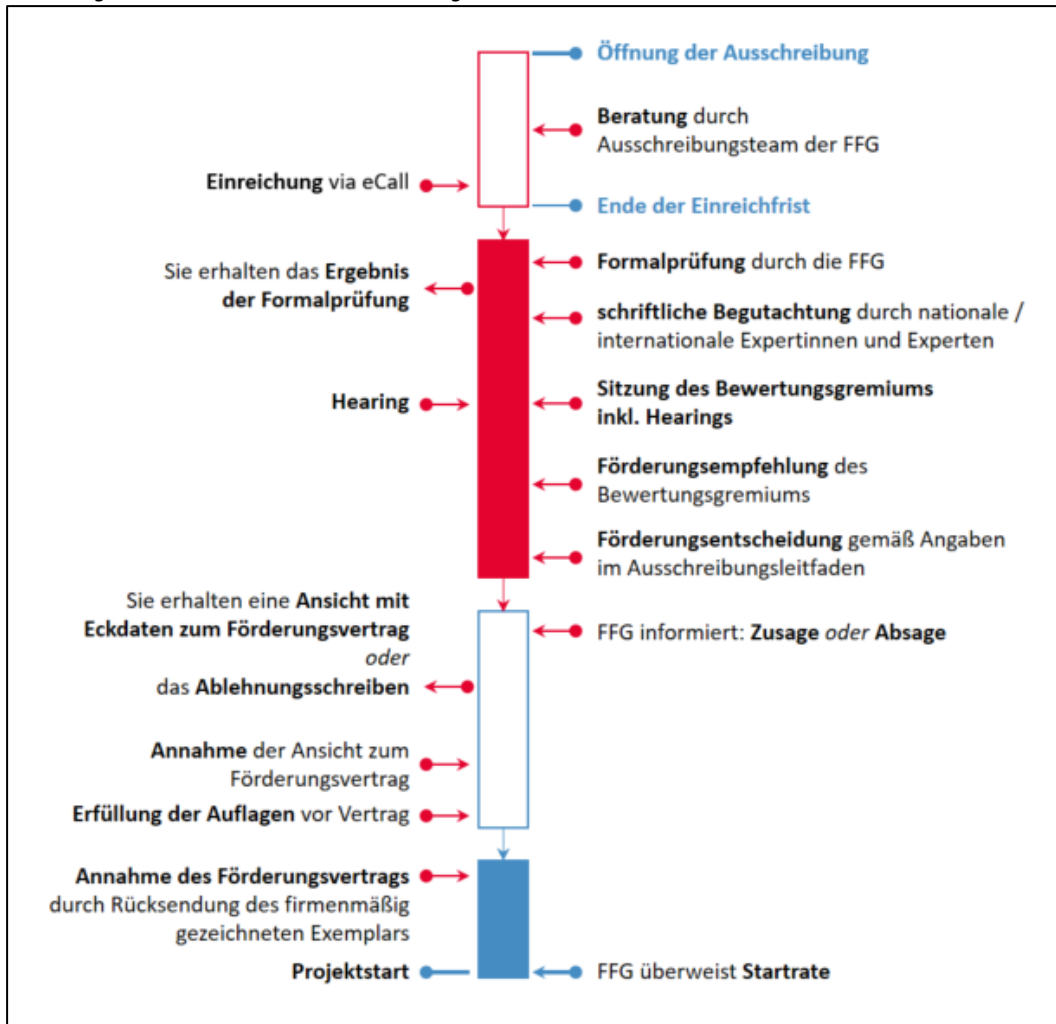 Öffnung der Ausschreibung
Beratung durch
Ausschreibungsteam der FFG
Einreichung via eCall
Ende der Einreichfrist
Formalprüfung durch die FFG
Sie erhalten das Ergebnis
der Formalprüfung
schriftliche Begutachtung durch nationale /
internationale Expertinnen und Experten
Hearing
Sitzung des Bewertungsgremiums
inkl. Hearings
Förderungsempfehlung des
Bewertungsgremiums
Förderungsentscheidung gemäß Angaben
im Ausschreibungsleitfaden
Sie erhalten eine Ansicht mit
Eckdaten zum Förderungsvertrag
oder
das Ablehnungsschreiben
FFG informiert: Zusage oder Absage
Annahme der Ansicht zum
Förderungsvertrag
Erfüllung der Auflagen vor Vertrag
Annahme des Förderungsvertrags
durch Rücksendung des firmenmäßig
gezeichneten Exemplars
Projektstart
FFG überweist Startrate